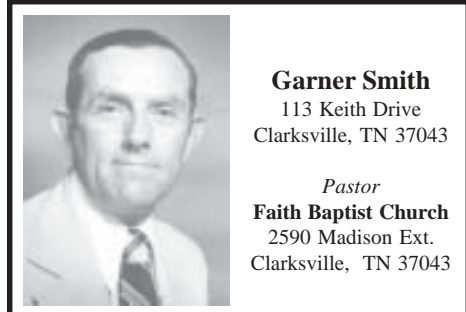 Garner Smith
113 Keith Drive
Clarksville, TN 37043
Pastor
Faith Baptist Church
2590 Madison Ext.
Clarksville, TN 37043